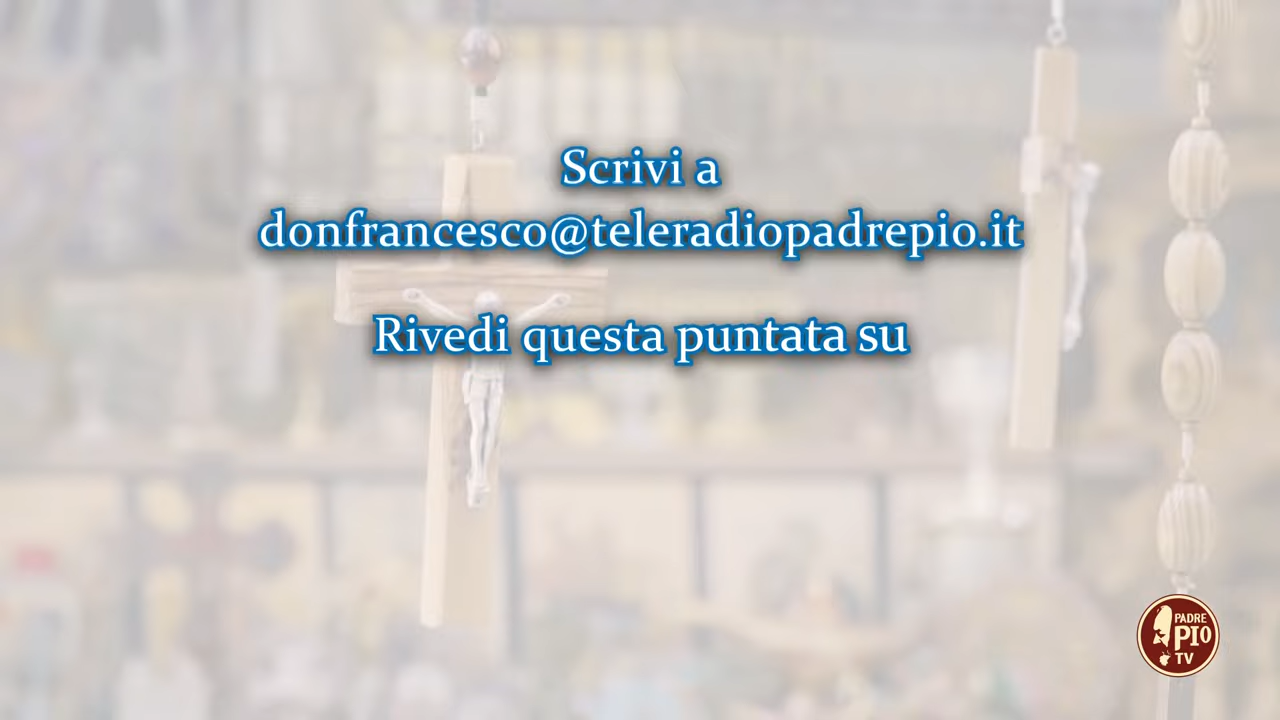 Scrivi a
donfrancesco@teleradiopadrepio.it
Rivedi questa puntata su
PADRE
PIO
TV